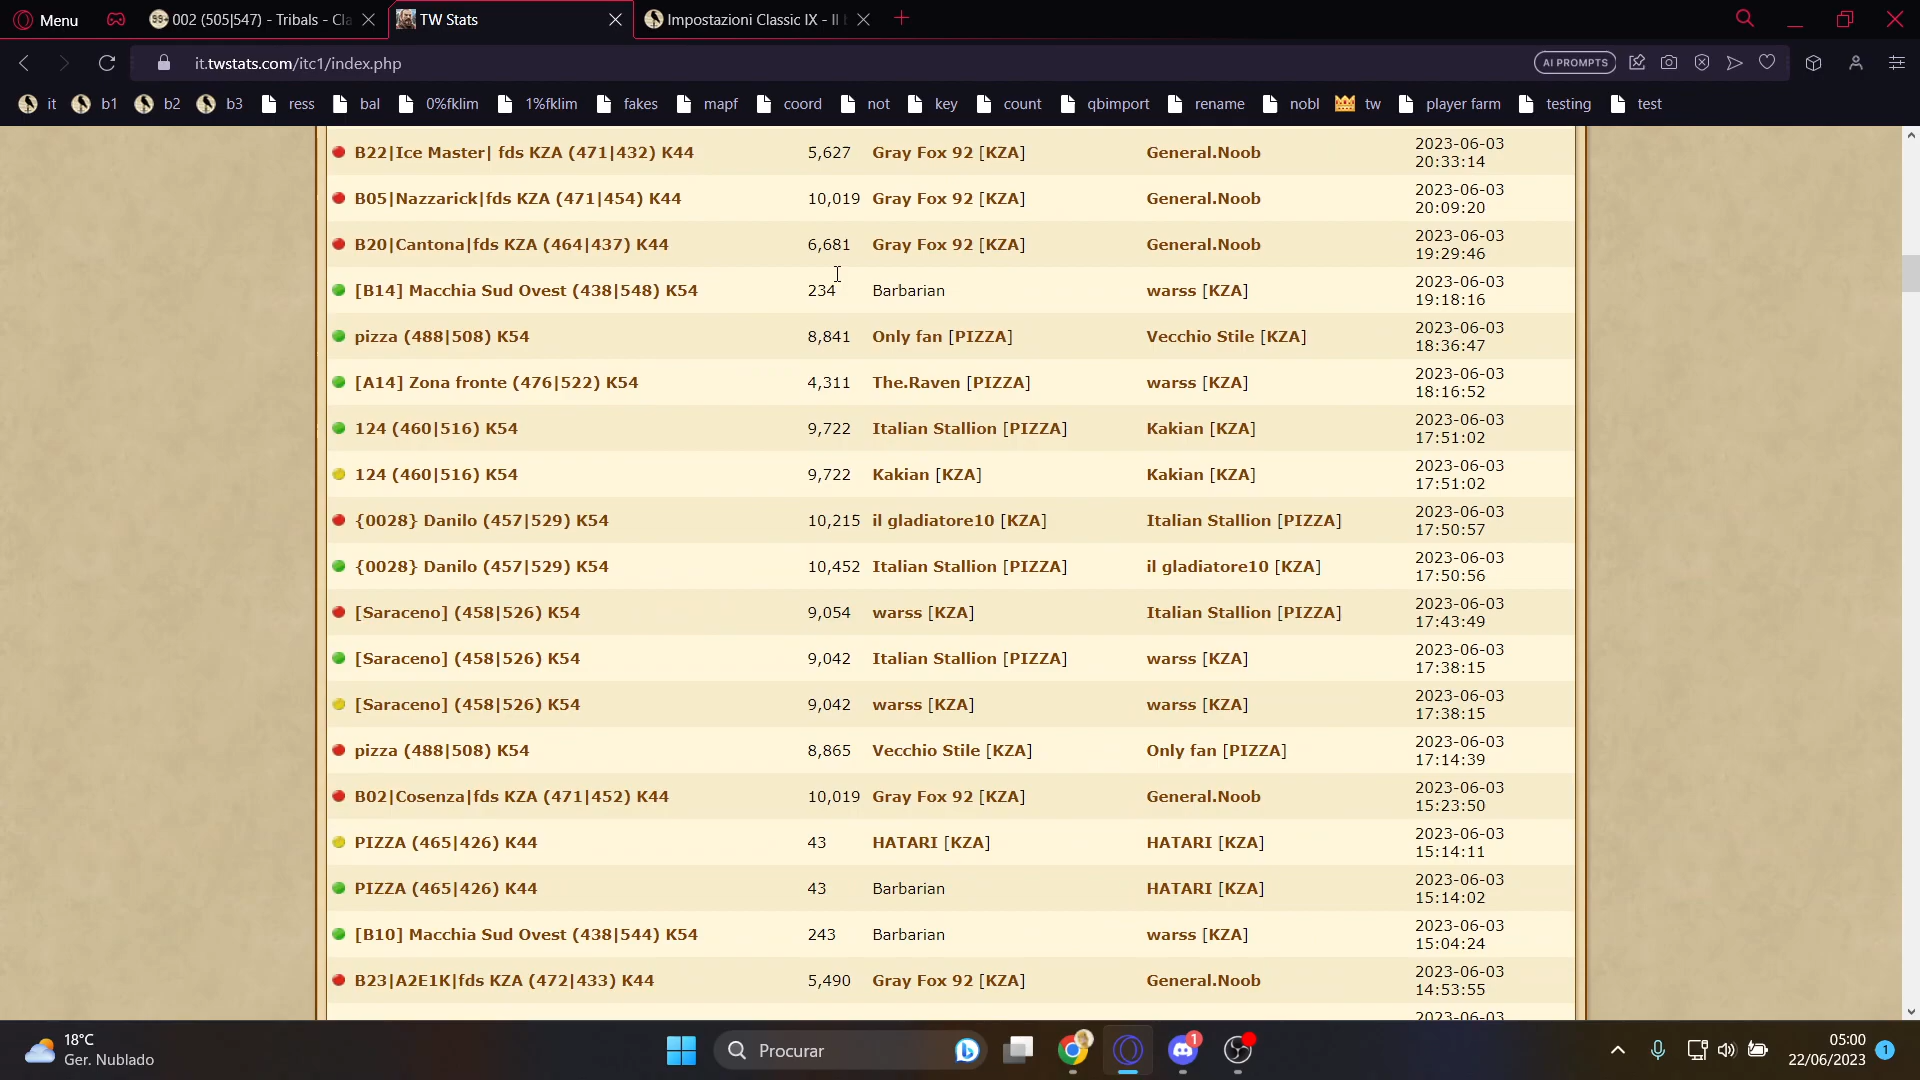 Menu
99+ 002 (505|547) - Tribals - Cla
TW Stats
Impostazioni Classic IX - Il
it.twstats.com/itc1/index.php
AI PROMPTS
it b1 b2 b3 ress bal 0%fklim 1%fklim fakes mapf coord not key count qbimport rename nobl tw player farm testing test
B22|Ice Master| fds KZA (471|432) K44 5,627 Gray Fox 92 [KZA] General.Noob 2023-06-03 20:33:14
B05|Nazzarick|fds KZA (471|454) K44 10,019 Gray Fox 92 [KZA] General.Noob 2023-06-03 20:09:20
B20|Cantona|fds KZA (464|437) K44 6,681 Gray Fox 92 [KZA] General.Noob 2023-06-03 19:29:46
[B14] Macchia Sud Ovest (438|548) K54 234 Barbarian warss [KZA] 2023-06-03 19:18:16
pizza (488|508) K54 8,841 Only fan [PIZZA] Vecchio Stile [KZA] 2023-06-03 18:36:47
[A14] Zona fronte (476|522) K54 4,311 The.Raven [PIZZA] warss [KZA] 2023-06-03 18:16:52
124 (460|516) K54 9,722 Italian Stallion [PIZZA] Kakian [KZA] 2023-06-03 17:51:02
124 (460|516) K54 9,722 Kakian [KZA] Kakian [KZA] 2023-06-03 17:51:02
{0028} Danilo (457|529) K54 10,215 il gladiatore10 [KZA] Italian Stallion [PIZZA] 2023-06-03 17:50:57
{0028} Danilo (457|529) K54 10,452 Italian Stallion [PIZZA] il gladiatore10 [KZA] 2023-06-03 17:50:56
[Saraceno] (458|526) K54 9,054 warss [KZA] Italian Stallion [PIZZA] 2023-06-03 17:43:49
[Saraceno] (458|526) K54 9,042 Italian Stallion [PIZZA] warss [KZA] 2023-06-03 17:38:15
[Saraceno] (458|526) K54 9,042 warss [KZA] warss [KZA] 2023-06-03 17:38:15
pizza (488|508) K54 8,865 Vecchio Stile [KZA] Only fan [PIZZA] 2023-06-03 17:14:39
B02|Cosenza|fds KZA (471|452) K44 10,019 Gray Fox 92 [KZA] General.Noob 2023-06-03 15:23:50
PIZZA (465|426) K44 43 HATARI [KZA] HATARI [KZA] 2023-06-03 15:14:11
PIZZA (465|426) K44 43 Barbarian HATARI [KZA] 2023-06-03 15:14:02
[B10] Macchia Sud Ovest (438|544) K54 243 Barbarian warss [KZA] 2023-06-03 15:04:24
B23|A2E1K|fds KZA (472|433) K44 5,490 Gray Fox 92 [KZA] General.Noob 2023-06-03 14:53:55
2023-06-03
18°C
Ger. Nublado
Procurar
1
05:00
22/06/2023
1